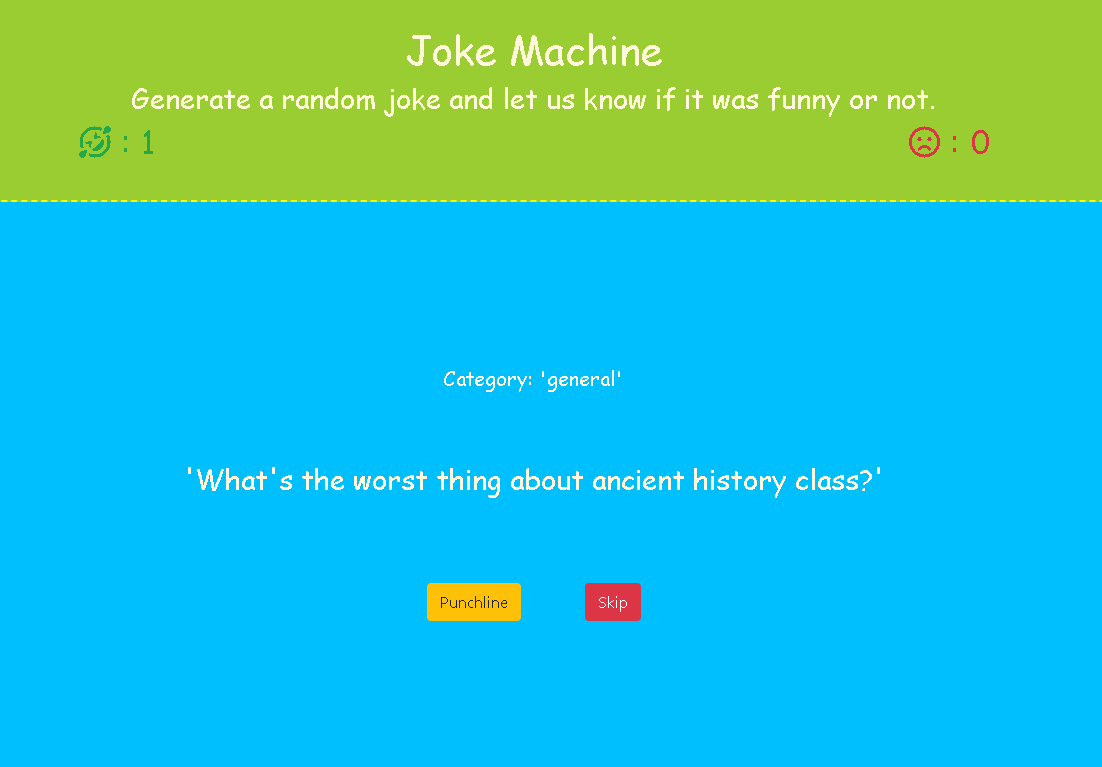 Joke Machine
Generate a random joke and let us know if it was funny or not.
: 1
: 0
Category: 'general'
'What's the worst thing about ancient history class?'
Punchline
Skip